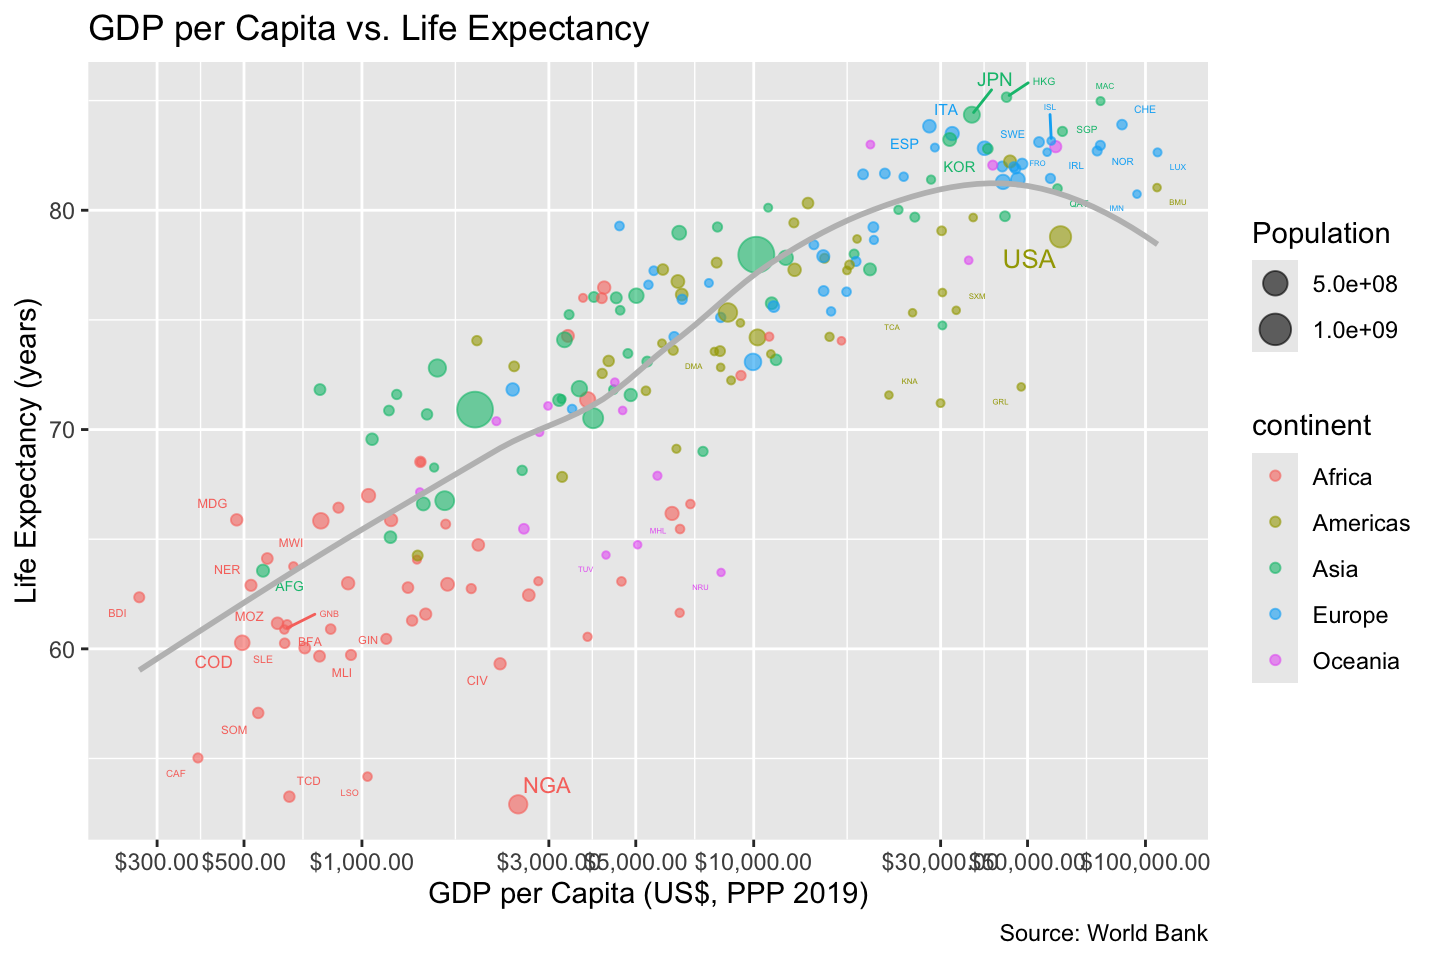 GDP per Capita vs. Life Expectancy
JPN
HKG
MAC
ITA
ISL
CHE
SWE
SGP
ESP
KOR
FRO
IRL
NOR
LUX
QAT
IMN
BMU
80
USA
SXM
TCA
DMA
KNA
GRL
70
MDG
MHL
MWI
NER
TUV
AFG
NRU
BDI
MOZ
GNB
BFA
GIN
60
COD
SLE
MLI
CIV
SOM
CAF
TCD
LSO
NGA
Life Expectancy (years)
$300.00
$500.00
$1,000.00
$3,000.00
$5,000.00
$10,000.00
$30,000.00
$50,000.00
$100,000.00
GDP per Capita (US$, PPP 2019)
Source: World Bank
Population
5.0e+08
1.0e+09
continent
Africa
Americas
Asia
Europe
Oceania